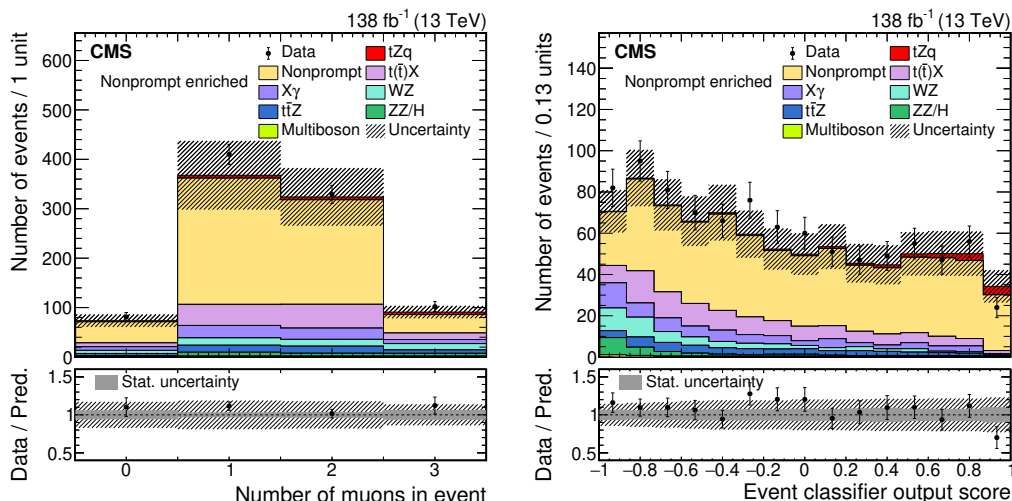 138 fb⁻¹ (13 TeV)
CMS
Nonprompt enriched
Data
tZq
Nonprompt
t(t̄)X
Xγ
WZ
tt̄Z
ZZ/H
Multiboson
Uncertainty
Number of events / 1 unit
600
500
400
300
200
100
0
Stat. uncertainty
Data / Pred.
1.5
1
0.5
0 1 2 3
Number of muons in event
138 fb⁻¹ (13 TeV)
CMS
Nonprompt enriched
Data
tZq
Nonprompt
t(t̄)X
Xγ
WZ
tt̄Z
ZZ/H
Multiboson
Uncertainty
Number of events / 0.13 units
140
120
100
80
60
40
20
0
Stat. uncertainty
Data / Pred.
1.5
1
0.5
−1 −0.8 −0.6 −0.4 −0.2 0 0.2 0.4 0.6 0.8 1
Event classifier output score